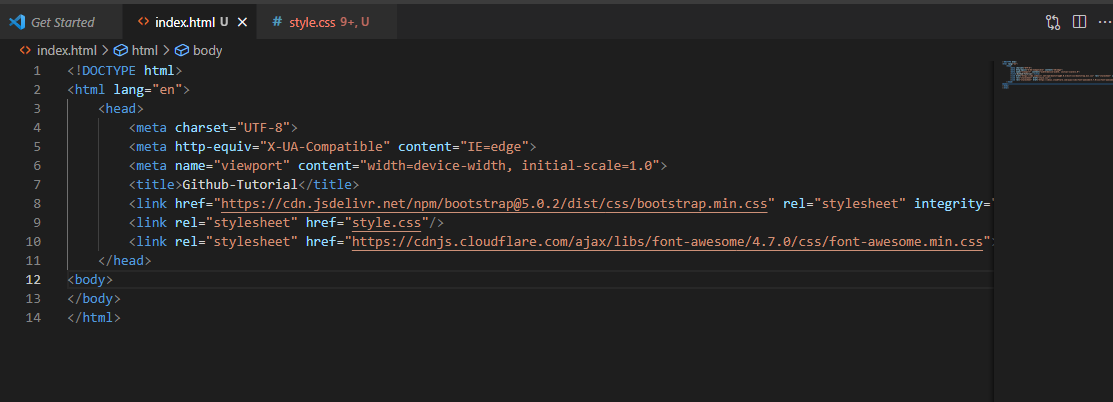 Get Started index.html U style.css 9+, U
index.html > html > body
1 <!DOCTYPE html>
2 <html lang="en">
3 <head>
4 <meta charset="UTF-8">
5 <meta http-equiv="X-UA-Compatible" content="IE=edge">
6 <meta name="viewport" content="width=device-width, initial-scale=1.0">
7 <title>Github-Tutorial</title>
8 <link href="https://cdn.jsdelivr.net/npm/bootstrap@5.0.2/dist/css/bootstrap.min.css" rel="stylesheet" integrity="
9 <link rel="stylesheet" href="style.css"/>
10 <link rel="stylesheet" href="https://cdnjs.cloudflare.com/ajax/libs/font-awesome/4.7.0/css/font-awesome.min.css">
11 </head>
12 <body>
13 </body>
14 </html>